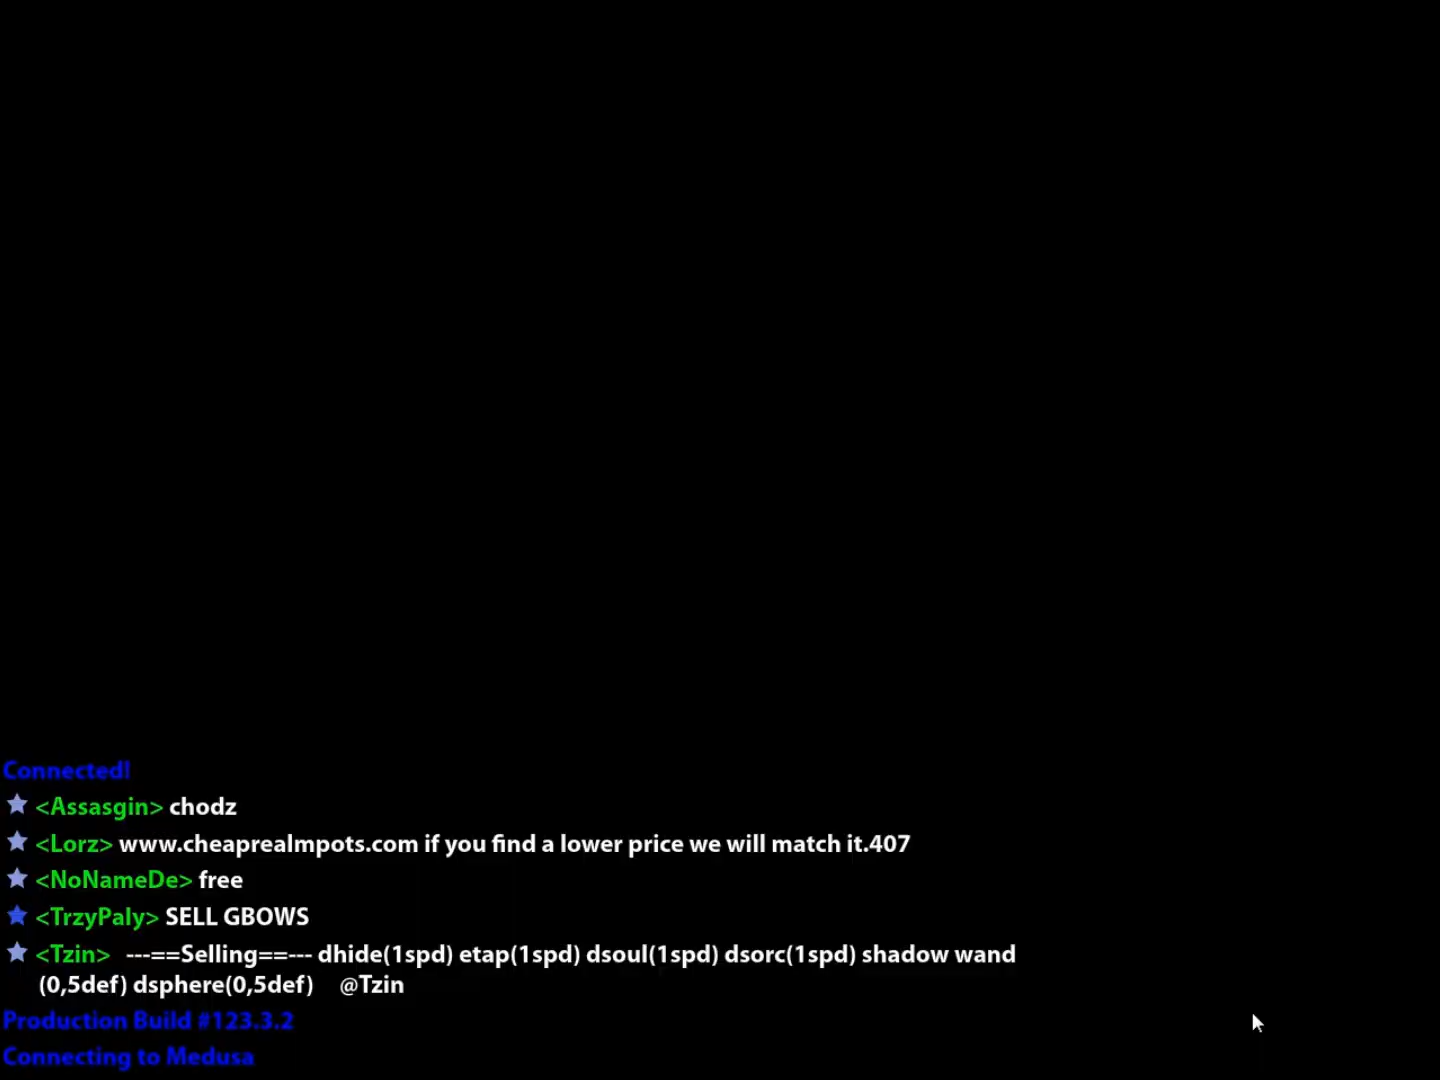 Connected!
<Assasgin> chodz
<Lorz> www.cheaprealmpots.com if you find a lower price we will match it.407
<NoNameDe> free
<TrzyPaly> SELL GBOWS
<Tzin> ---==Selling==--- dhide(1spd) etap(1spd) dsoul(1spd) dsorc(1spd) shadow wand
(0,5def) dsphere(0,5def) @Tzin
Production Build #123.3.2
Connecting to Medusa